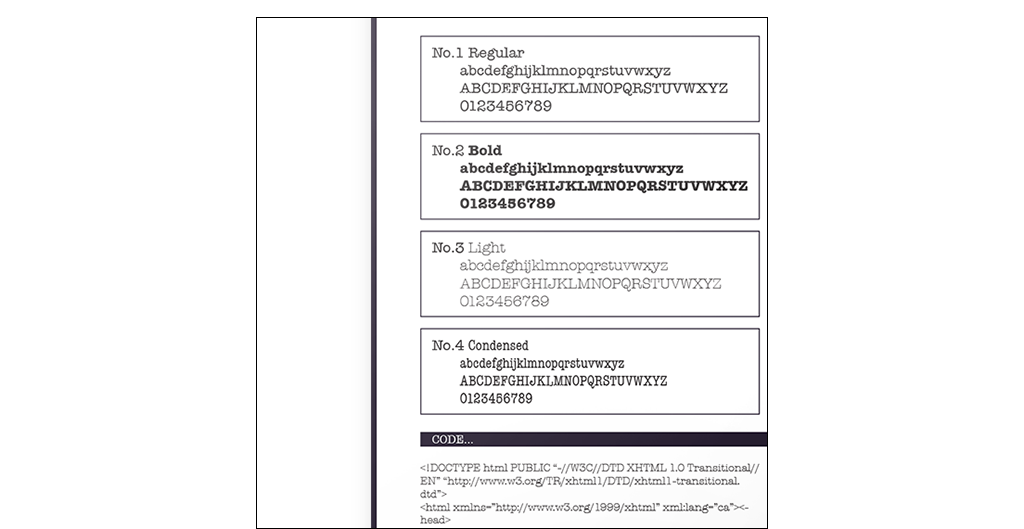 No.1 Regular
abcdefghijklmnopqrstuvwxyz
ABCDEFGHIJKLMNOPQRSTUVWXYZ
0123456789
No.2 Bold
abcdefghijklmnopqrstuvwxyz
ABCDEFGHIJKLMNOPQRSTUVWXYZ
0123456789
No.3 Light
abcdefghijklmnopqrstuvwxyz
ABCDEFGHIJKLMNOPQRSTUVWXYZ
0123456789
No.4 Condensed
abcdefghijklmnopqrstuvwxyz
ABCDEFGHIJKLMNOPQRSTUVWXYZ
0123456789
CODE...
<!DOCTYPE html PUBLIC “-//W3C//DTD XHTML 1.0 Transitional//
EN” “http://www.w3.org/TR/xhtml1/DTD/xhtml1-transitional.
dtd”>
<html xmlns=”http://www.w3.org/1999/xhtml” xml:lang=”ca”><-
head>